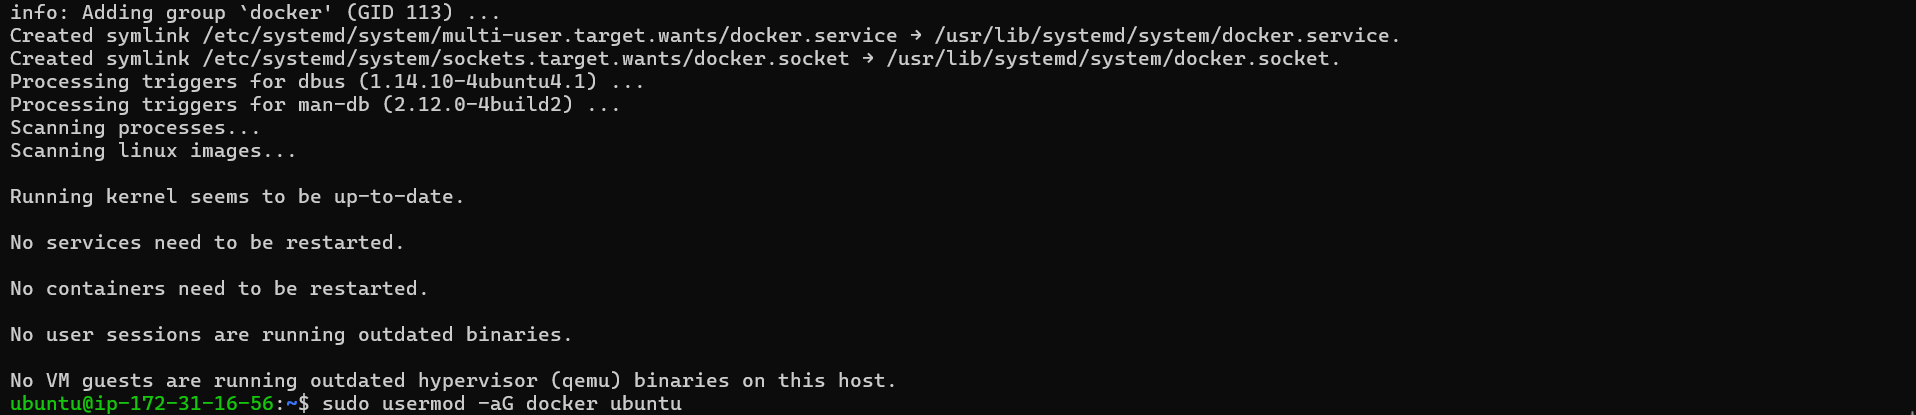 info: Adding group `docker' (GID 113) ...
Created symlink /etc/systemd/system/multi-user.target.wants/docker.service → /usr/lib/systemd/system/docker.service.
Created symlink /etc/systemd/system/sockets.target.wants/docker.socket → /usr/lib/systemd/system/docker.socket.
Processing triggers for dbus (1.14.10-4ubuntu4.1) ...
Processing triggers for man-db (2.12.0-4build2) ...
Scanning processes...
Scanning linux images...
Running kernel seems to be up-to-date.
No services need to be restarted.
No containers need to be restarted.
No user sessions are running outdated binaries.
No VM guests are running outdated hypervisor (qemu) binaries on this host.
ubuntu@ip-172-31-16-56:~$ sudo usermod -aG docker ubuntu